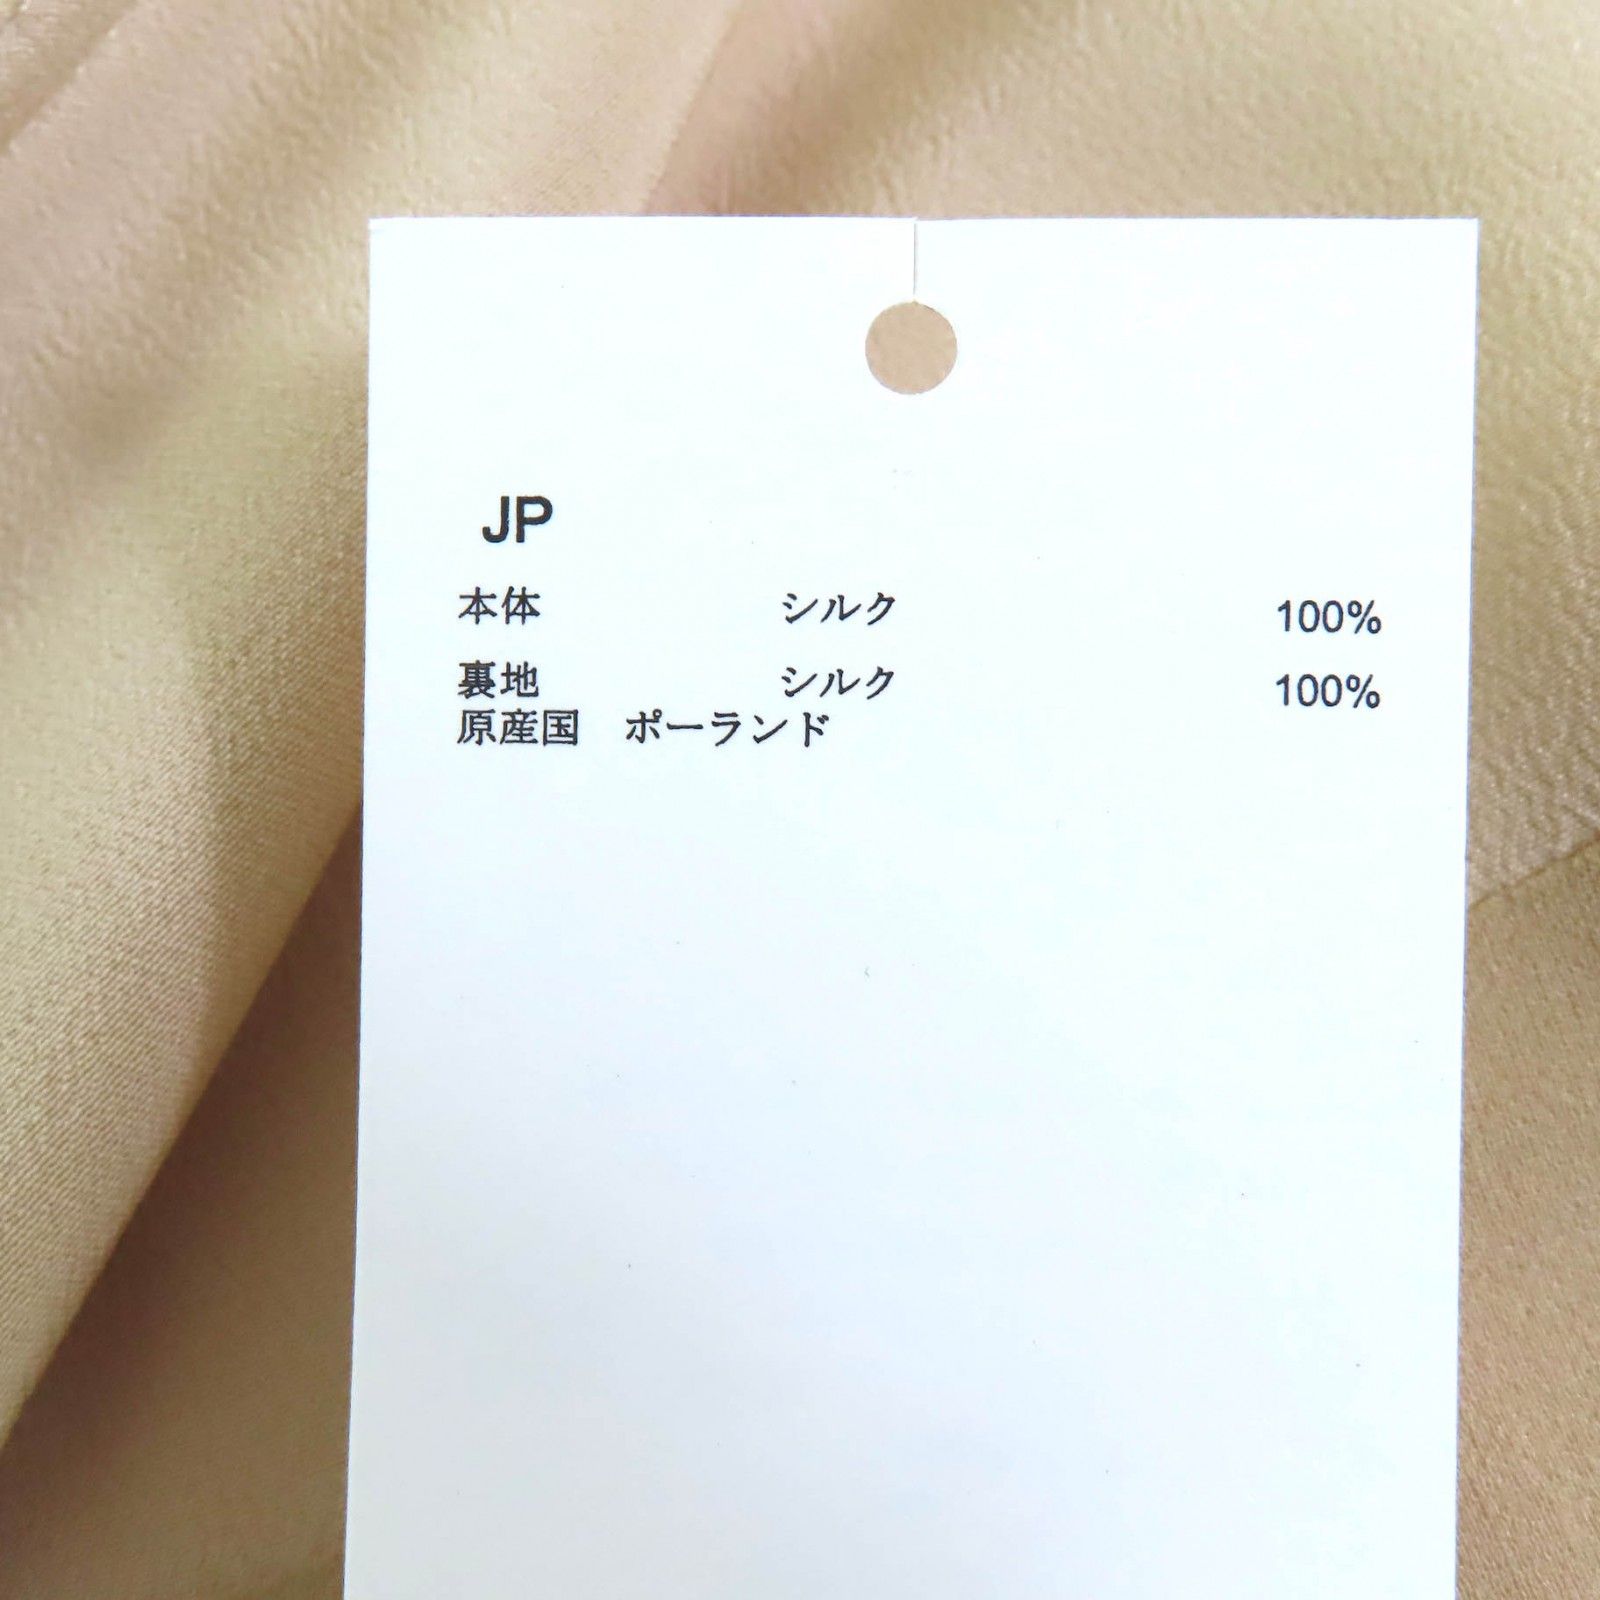 JP
本体 シルク 100%
裏地 シルク 100%
原産国 ポーランド